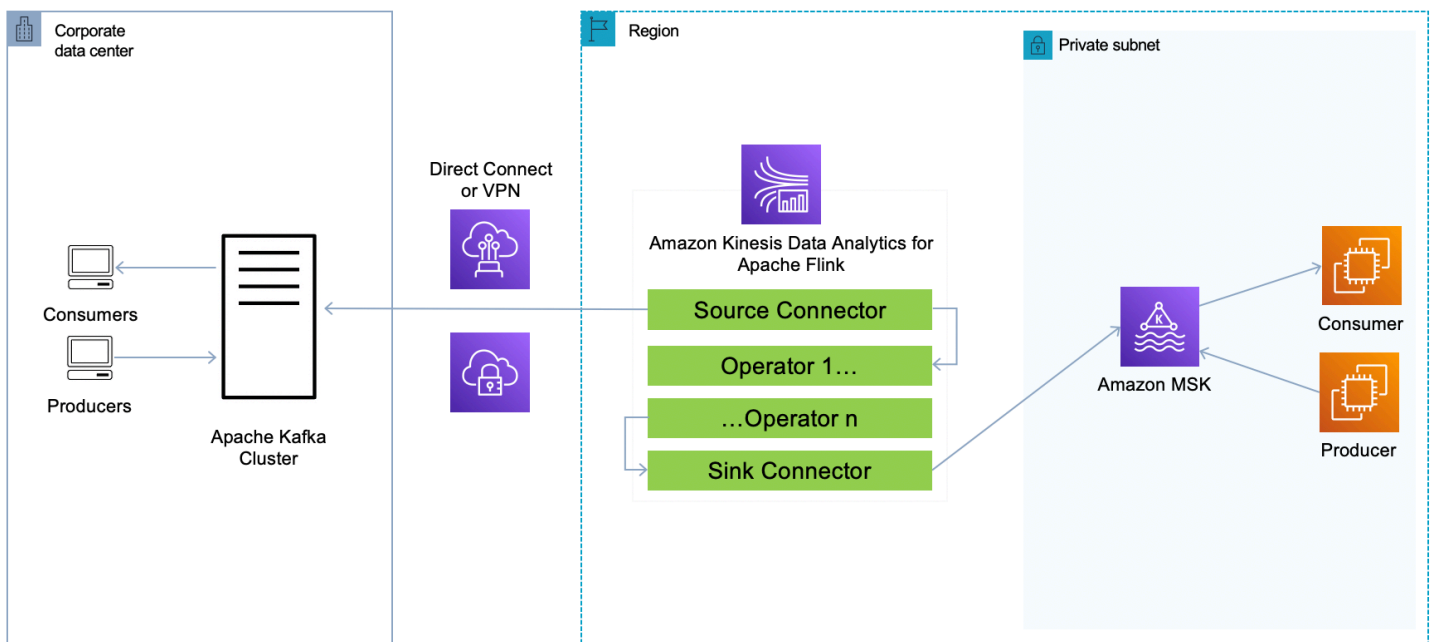 Corporate
data center
Region
Private subnet
Direct Connect
or VPN
Amazon Kinesis Data Analytics for
Apache Flink
Source Connector
Operator 1...
...Operator n
Sink Connector
Consumers
Producers
Apache Kafka
Cluster
K
Amazon MSK
Consumer
Producer